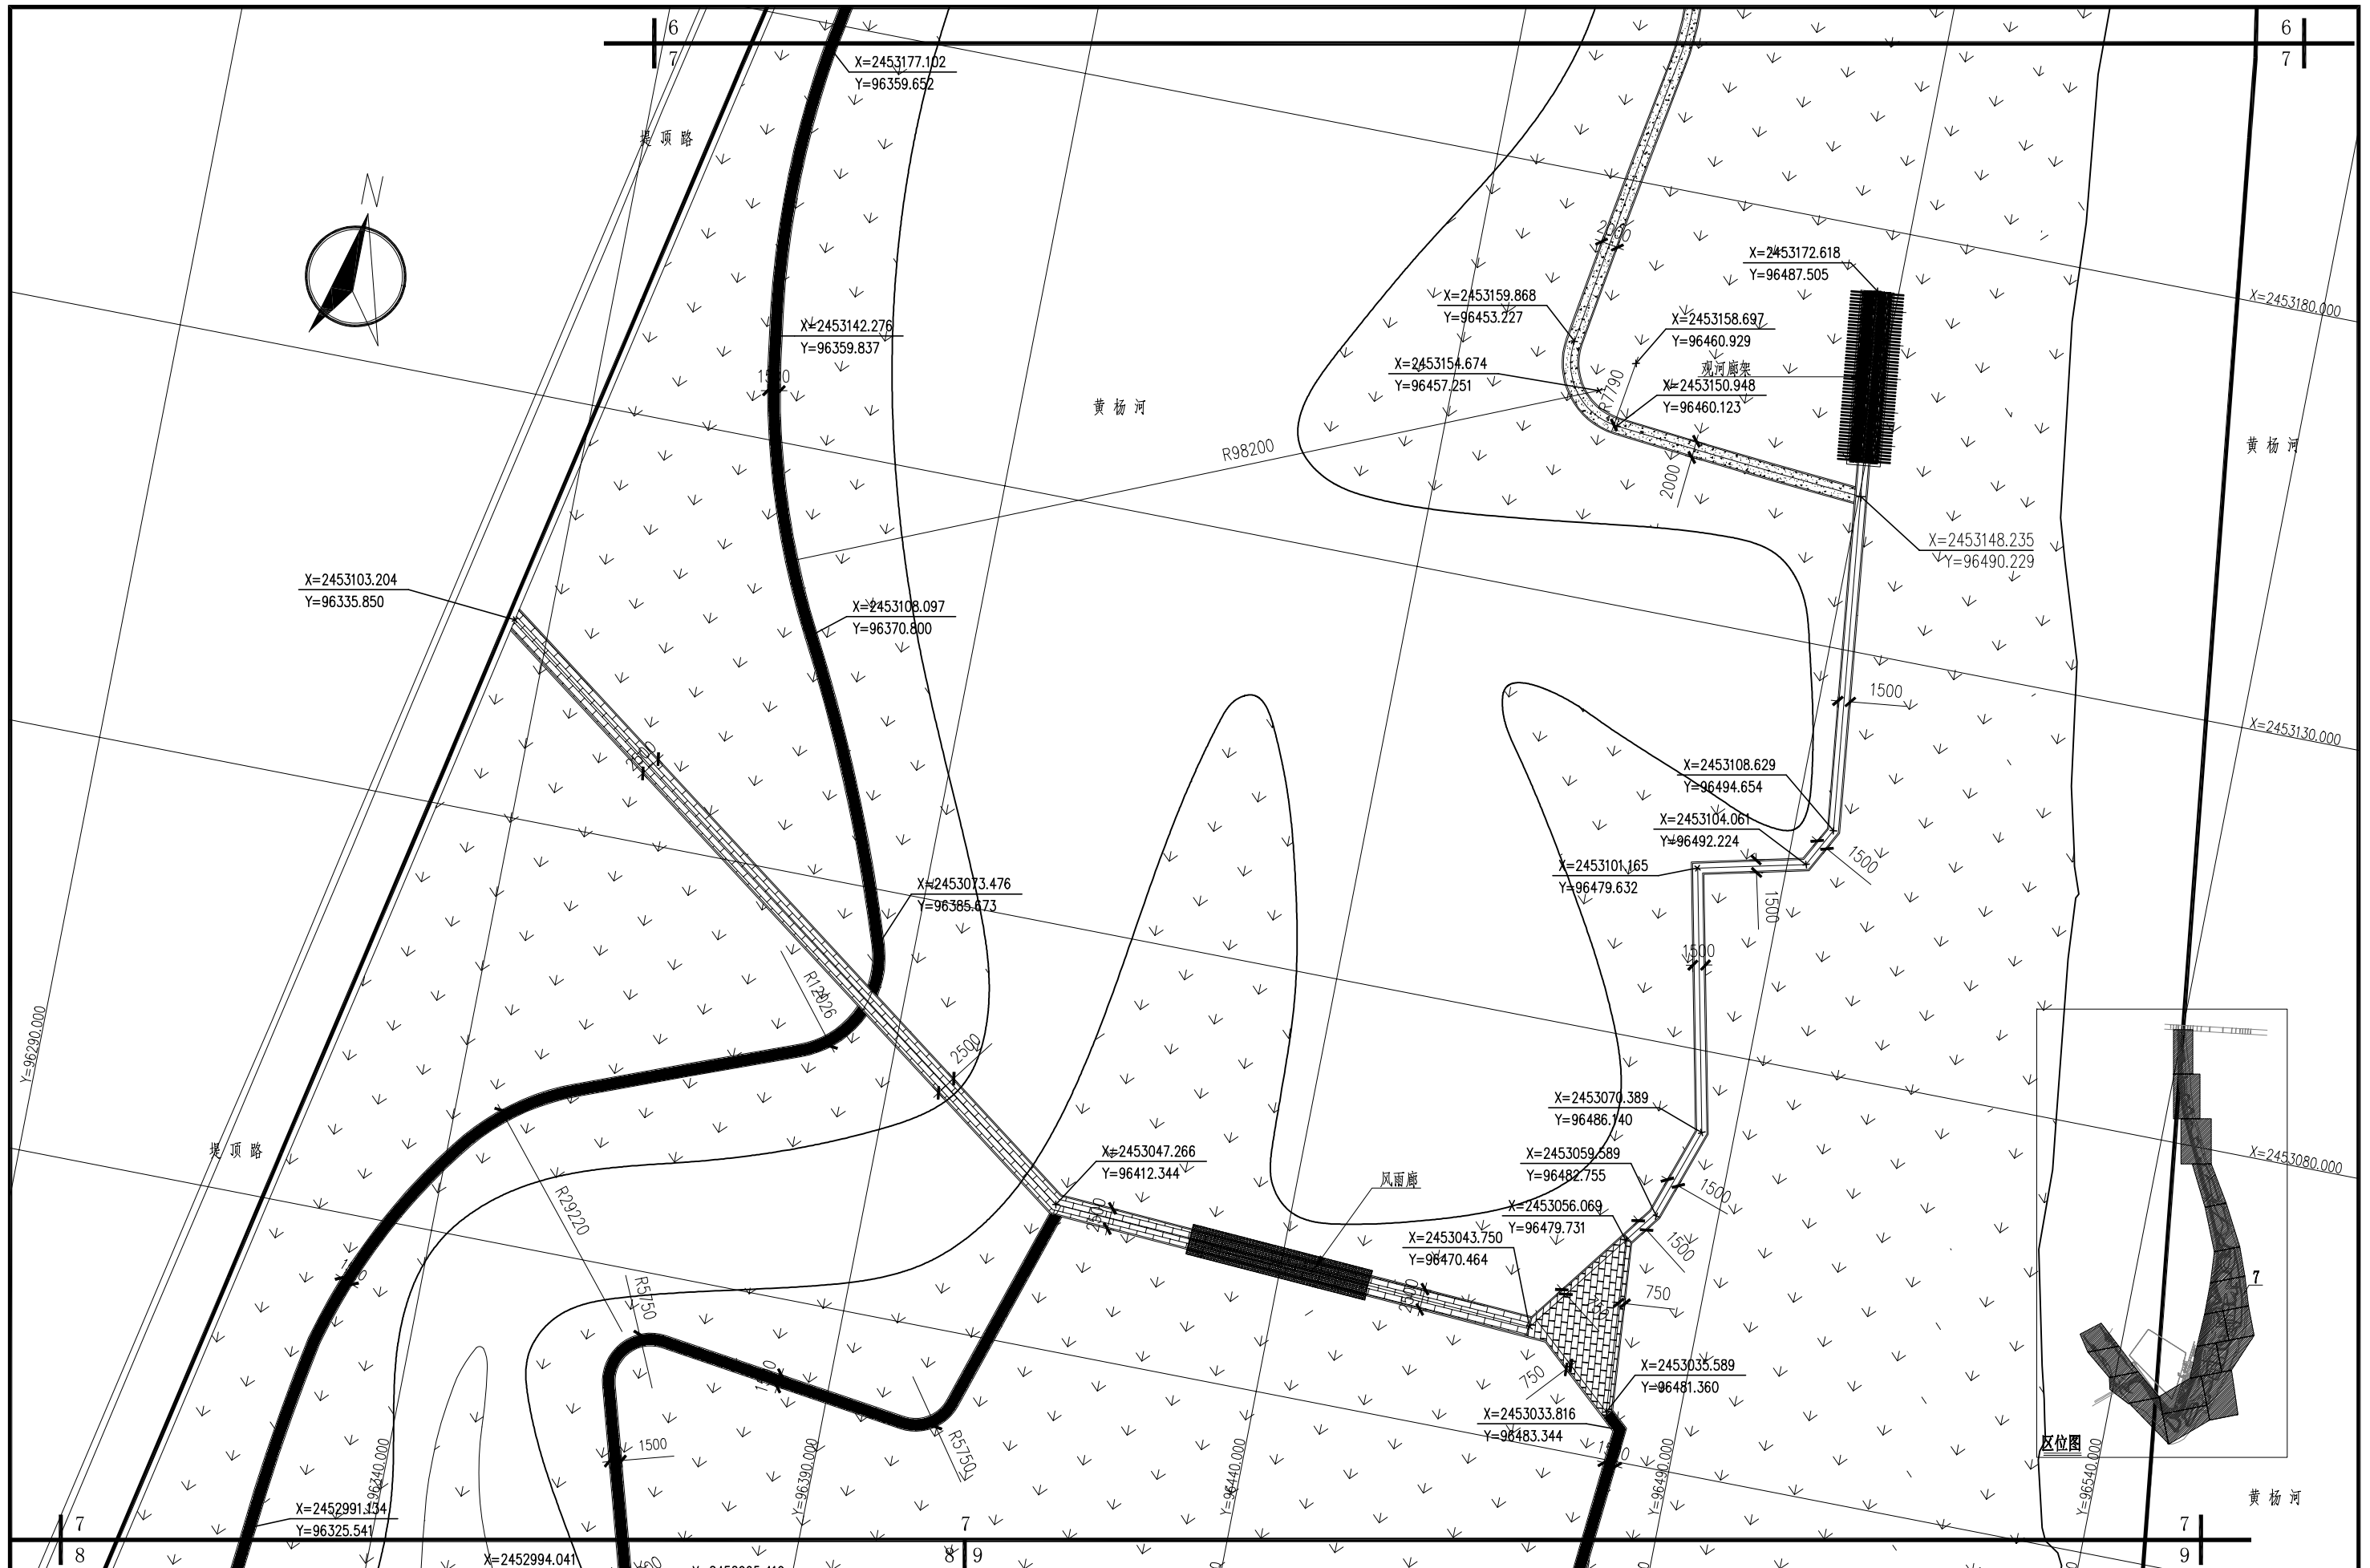 6
7
6
7
X=2453177.102
Y=96359.652
堤顶路
N
X=2453172.618
Y=96487.505
2000
X=2453159.868
Y=96453.227
X=2453180.000
X=2453158.697
Y=96460.929
X=2453142.276
Y=96359.837
观河廊架
X=2453154.674
Y=96457.251
R7790
X=2453150.948
Y=96460.123
黄杨河
R98200
黄杨河
2000
X=2453148.235
Y=96490.229
X=2453103.204
Y=96335.850
X=2453108.097
Y=96370.800
1500
X=2453130.000
X=2453108.629
Y=96494.654
X=2453104.061
Y=96492.224
1500
X=2453101.165
Y=96479.632
X=2453073.476
Y=96385.673
1500
1500
R12026
Y=96290.000
2500
X=2453070.389
Y=96486.140
堤顶路
X=2453047.266
Y=96412.344
X=2453059.589
Y=96482.755
X=2453080.000
风雨廊
1500
R29220
2500
X=2453056.069
Y=96479.731
X=2453043.750
Y=96470.464
1500
7
R5750
2500
750
750
X=2453035.589
Y=96481.360
X=2453033.816
Y=96483.344
1500
R5750
区位图
Y=96340.000
Y=96390.000
Y=96440.000
Y=96490.000
Y=96540.000
黄杨河
X=2452991.134
Y=96325.541
7
8
7
8
9
7
9
X=2452994.041